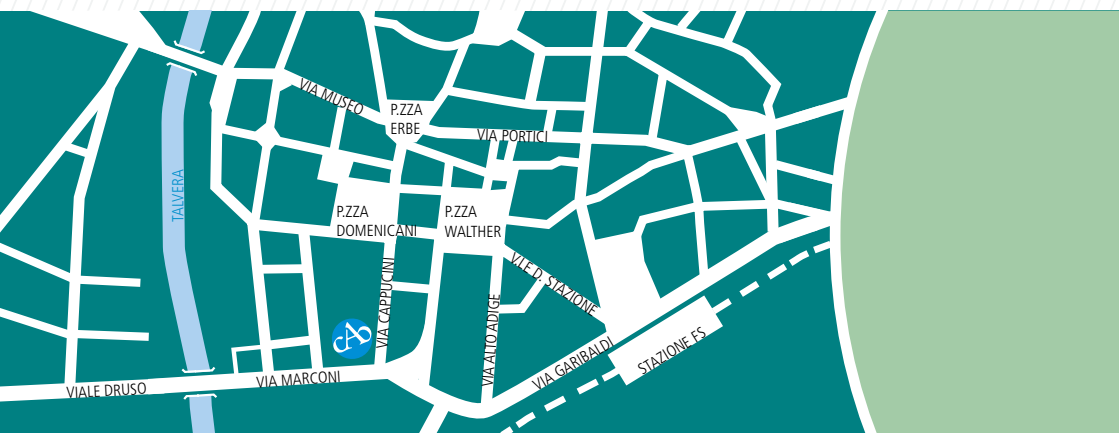 VIA MUSEO
P.ZZA
ERBE
VIA PORTICI
TALVERA
P.ZZA
DOMENICANI
P.ZZA
WALTHER
V.LE D. STAZIONE
VIA CAPPUCINI
VIA ALTO ADIGE
CAB
VIA GARIBALDI
STAZIONE FS
VIA MARCONI
VIALE DRUSO